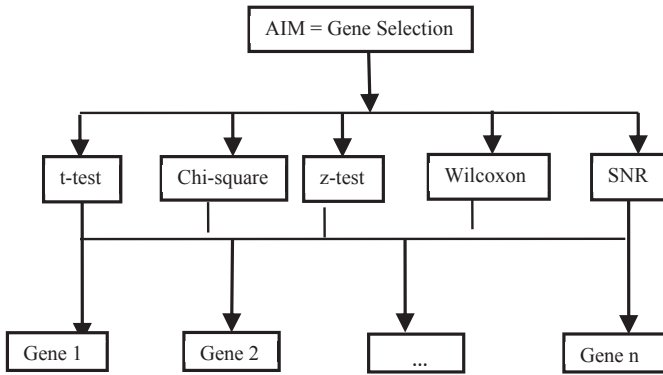 AIM = Gene Selection
t-test
Chi-square
z-test
Wilcoxon
SNR
Gene 1
Gene 2
...
Gene n